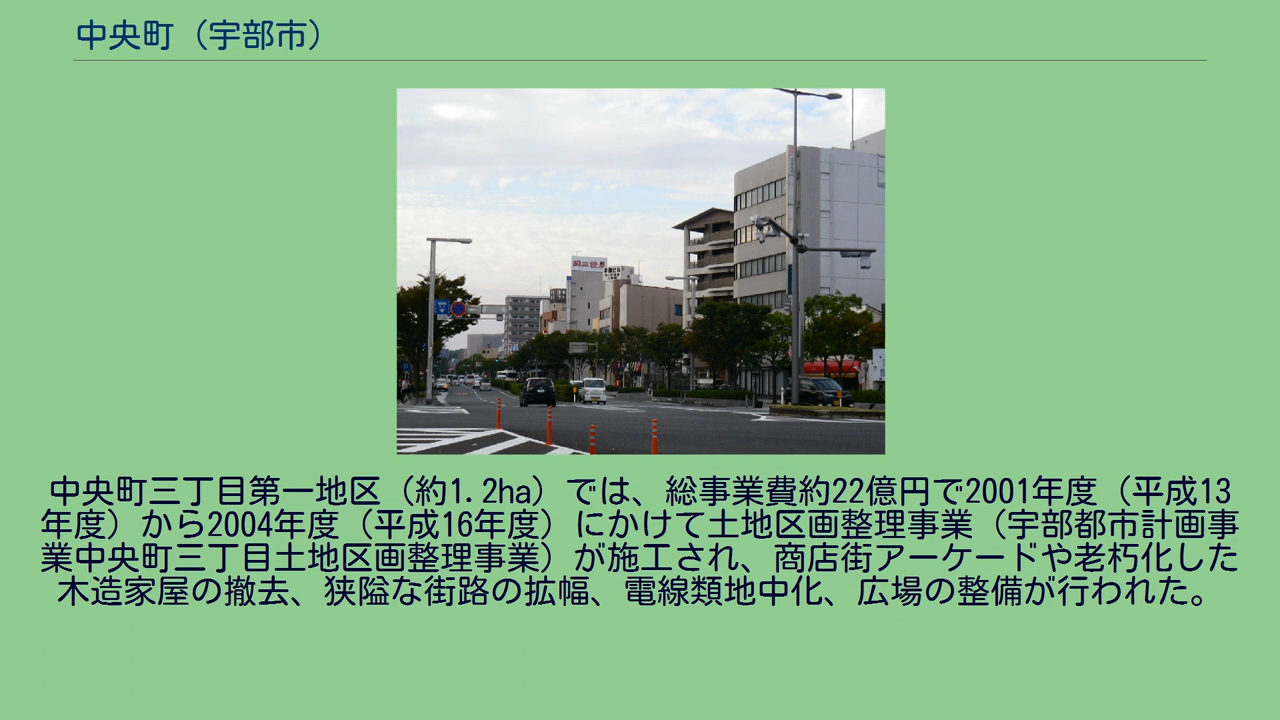 中央町（宇部市）
中央町三丁目第一地区（約1.2ha）では、総事業費約22億円で2001年度（平成13
年度）から2004年度（平成16年度）にかけて土地区画整理事業（宇部都市計画事
業中央町三丁目土地区画整理事業）が施工され、商店街アーケードや老朽化した
木造家屋の撤去、狭隘な街路の拡幅、電線類地中化、広場の整備が行われた。